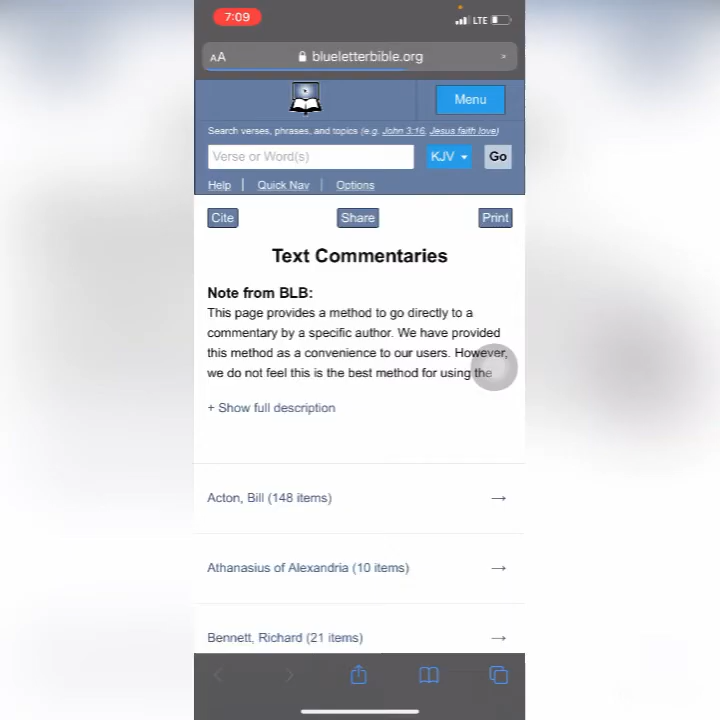 7:09
LTE
AA blueletterbible.org
Menu
Search verses, phrases, and topics (e.g. John 3:16, Jesus faith love)
Verse or Word(s) KJV Go
Help | Quick Nav | Options
Cite Share Print
Text Commentaries
Note from BLB:
This page provides a method to go directly to a
commentary by a specific author. We have provided
this method as a convenience to our users. However,
we do not feel this is the best method for using the
+ Show full description
Acton, Bill (148 items) →
Athanasius of Alexandria (10 items) →
Bennett, Richard (21 items) →